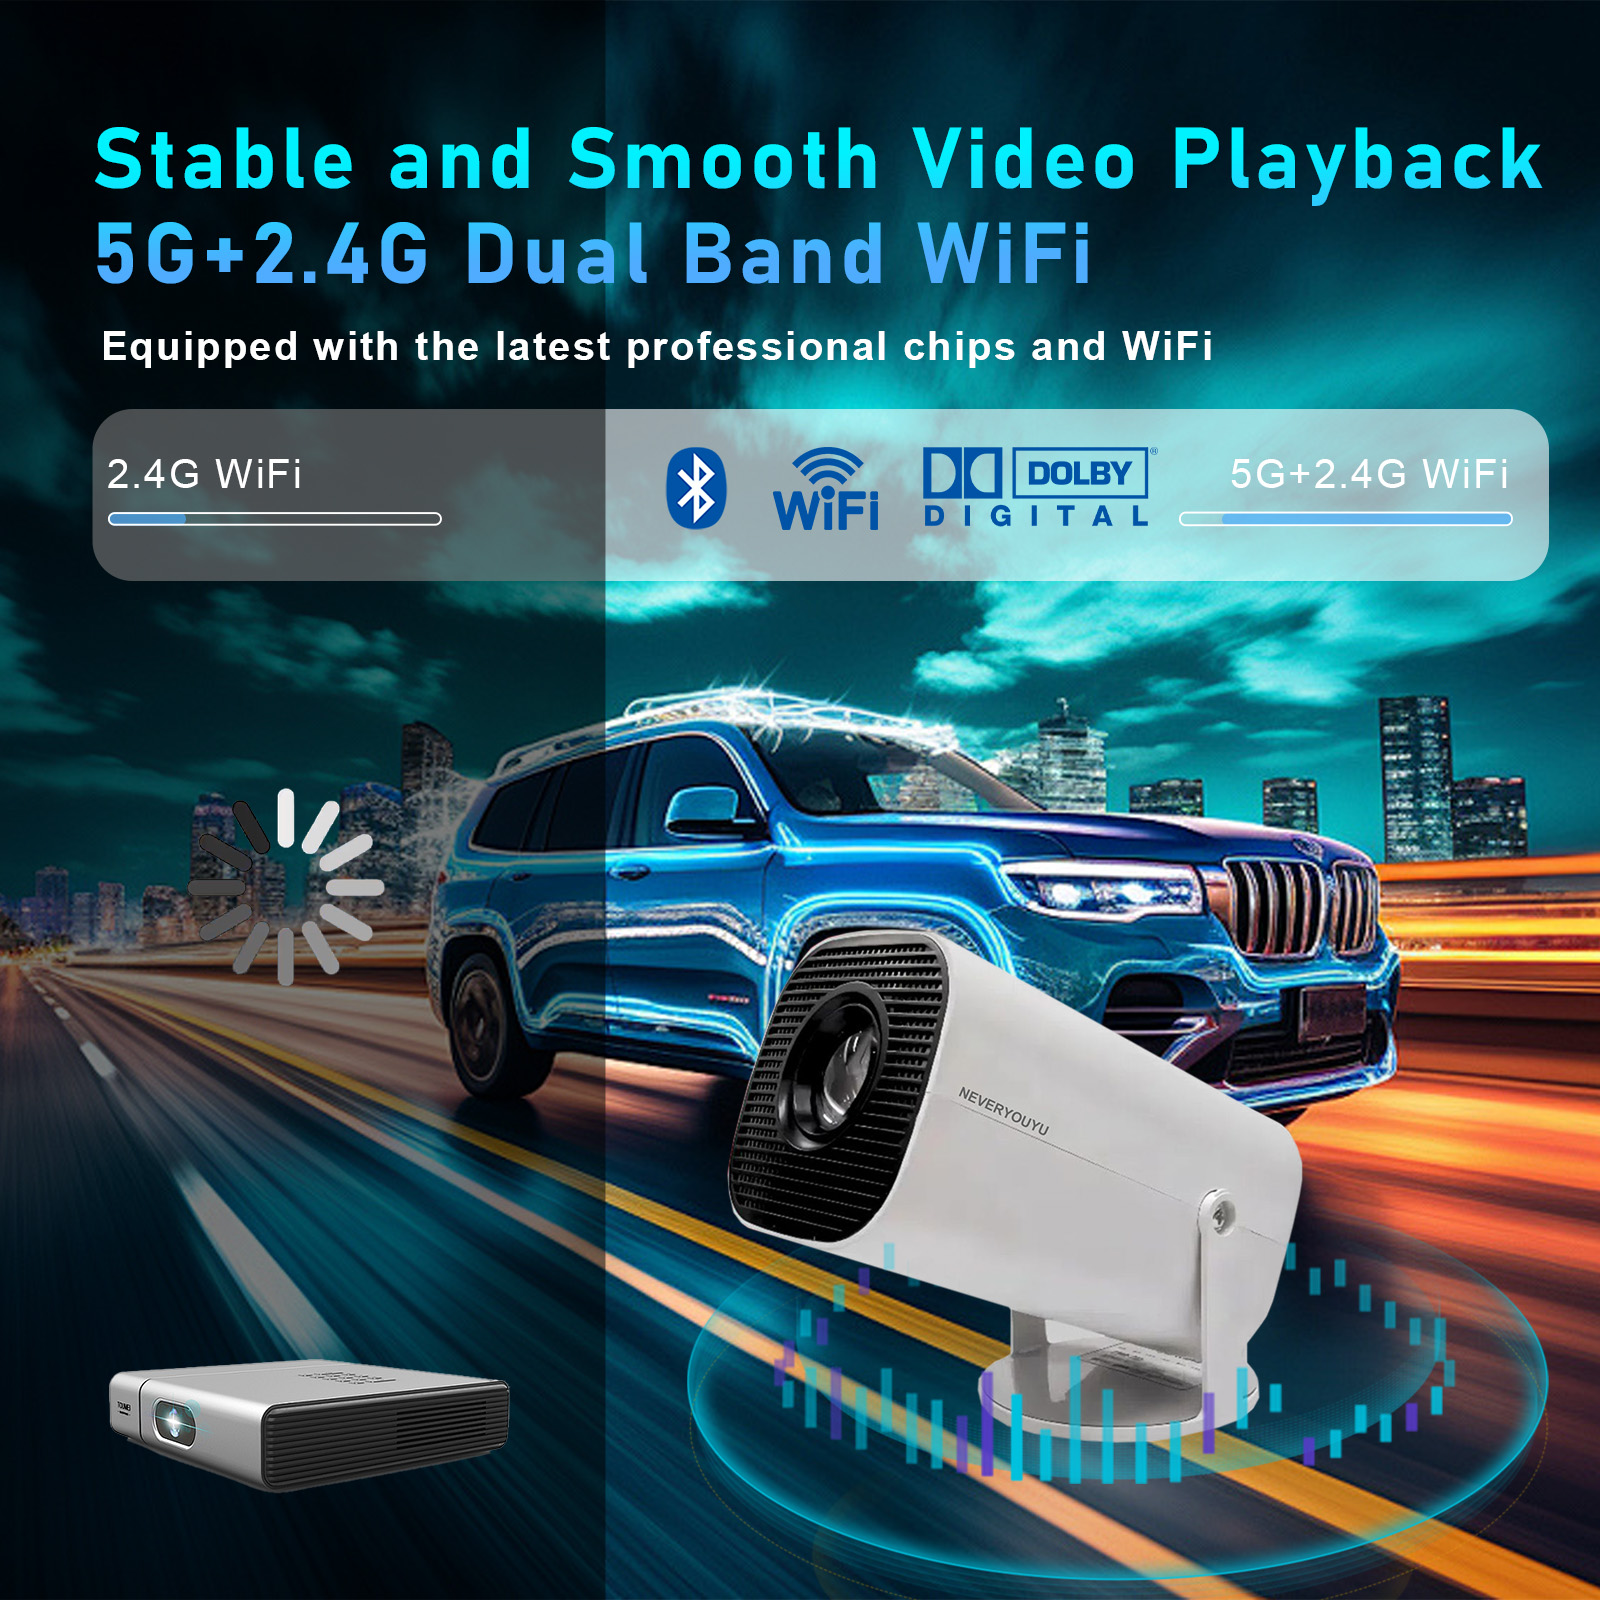 Stable and Smooth Video Playback
5G+2.4G Dual Band WiFi
Equipped with the latest professional chips and WiFi
2.4G WiFi
WiFi
DOLBY®
DIGITAL
5G+2.4G WiFi
NEVERYOUYU
TOUMEI